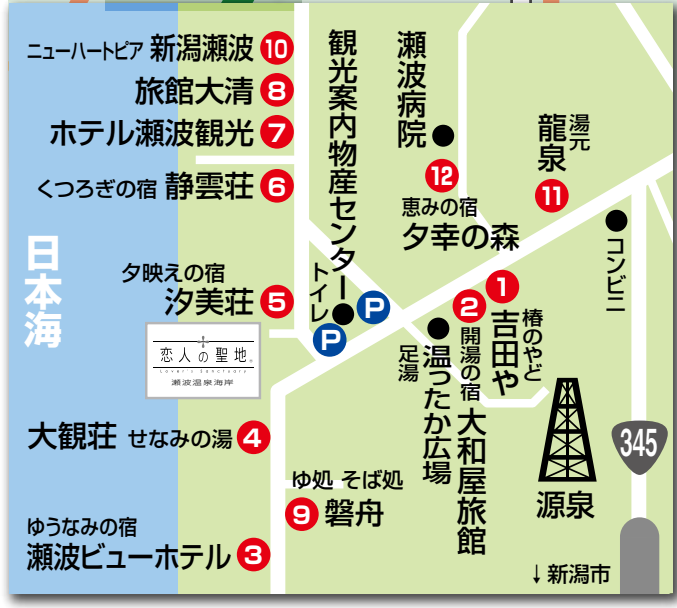 ニューハートピア 新潟瀬波 10
旅館大清 8
ホテル瀬波観光 7
くつろぎの宿 静雲荘 6
夕映えの宿
汐美荘 5
日本海
恋人の聖地
Lover's Sanctuary
瀬波温泉海岸
大観荘 せなみの湯 4
ゆうなみの宿
瀬波ビューホテル 3
観光案内物産センター
トイレ
P
P
瀬波病院
12
恵みの宿
夕幸の森
湯元
龍泉
11
コンビニ
1
椿のやど
吉田や
2
開湯の宿
大和屋旅館
温ったか広場
足湯
ゆ処 そば処
9 磐舟
源泉
345
↓新潟市